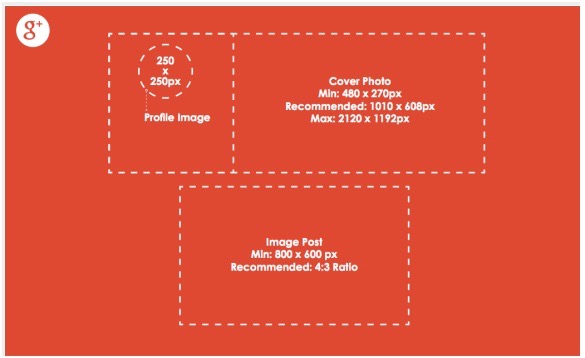 g+
250
x
250px
Profile Image
Cover Photo
Min: 480 x 270px
Recommended: 1010 x 608px
Max: 2120 x 1192px
Image Post
Min: 800 x 600 px
Recommended: 4:3 Ratio